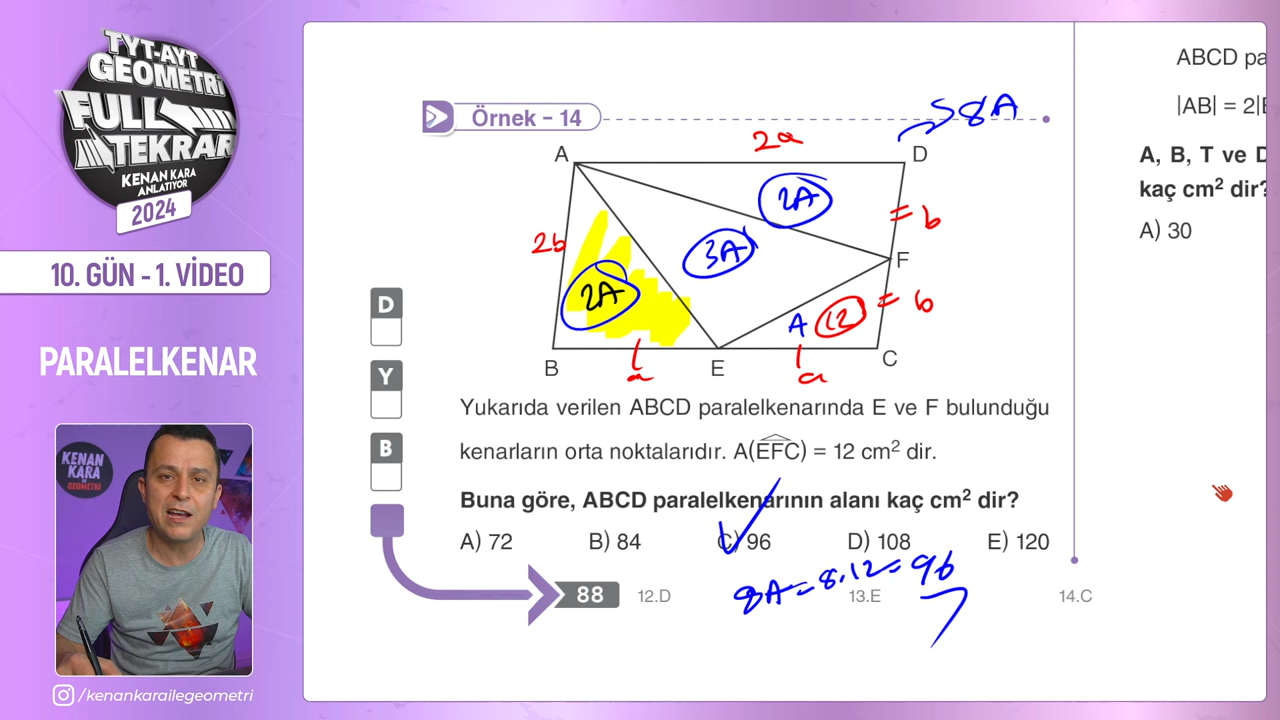 TYT-AYT
GEOMETRİ
FULL
TEKRAR
KENAN KARA
ANLATIYOR
2024
10. GÜN - 1. VİDEO
PARALELKENAR
KENAN
KARA
GEOMETRİ
/kenankarailegeometri
D
Y
B
Örnek – 14
8A
A
2a
D
2b
2A
3A
2A
b
F
A
12
b
B
E
C
a
a
Yukarıda verilen ABCD paralelkenarında E ve F bulunduğu
kenarların orta noktalarıdır. A(EFC) = 12 cm² dir.
Buna göre, ABCD paralelkenarının alanı kaç cm² dir?
A) 72 B) 84 C) 96 D) 108 E) 120
8A = 8.12 = 96
88 12.D 13.E 14.C
ABCD pa
|AB| = 2|E
A, B, T ve D
kaç cm² dir?
A) 30